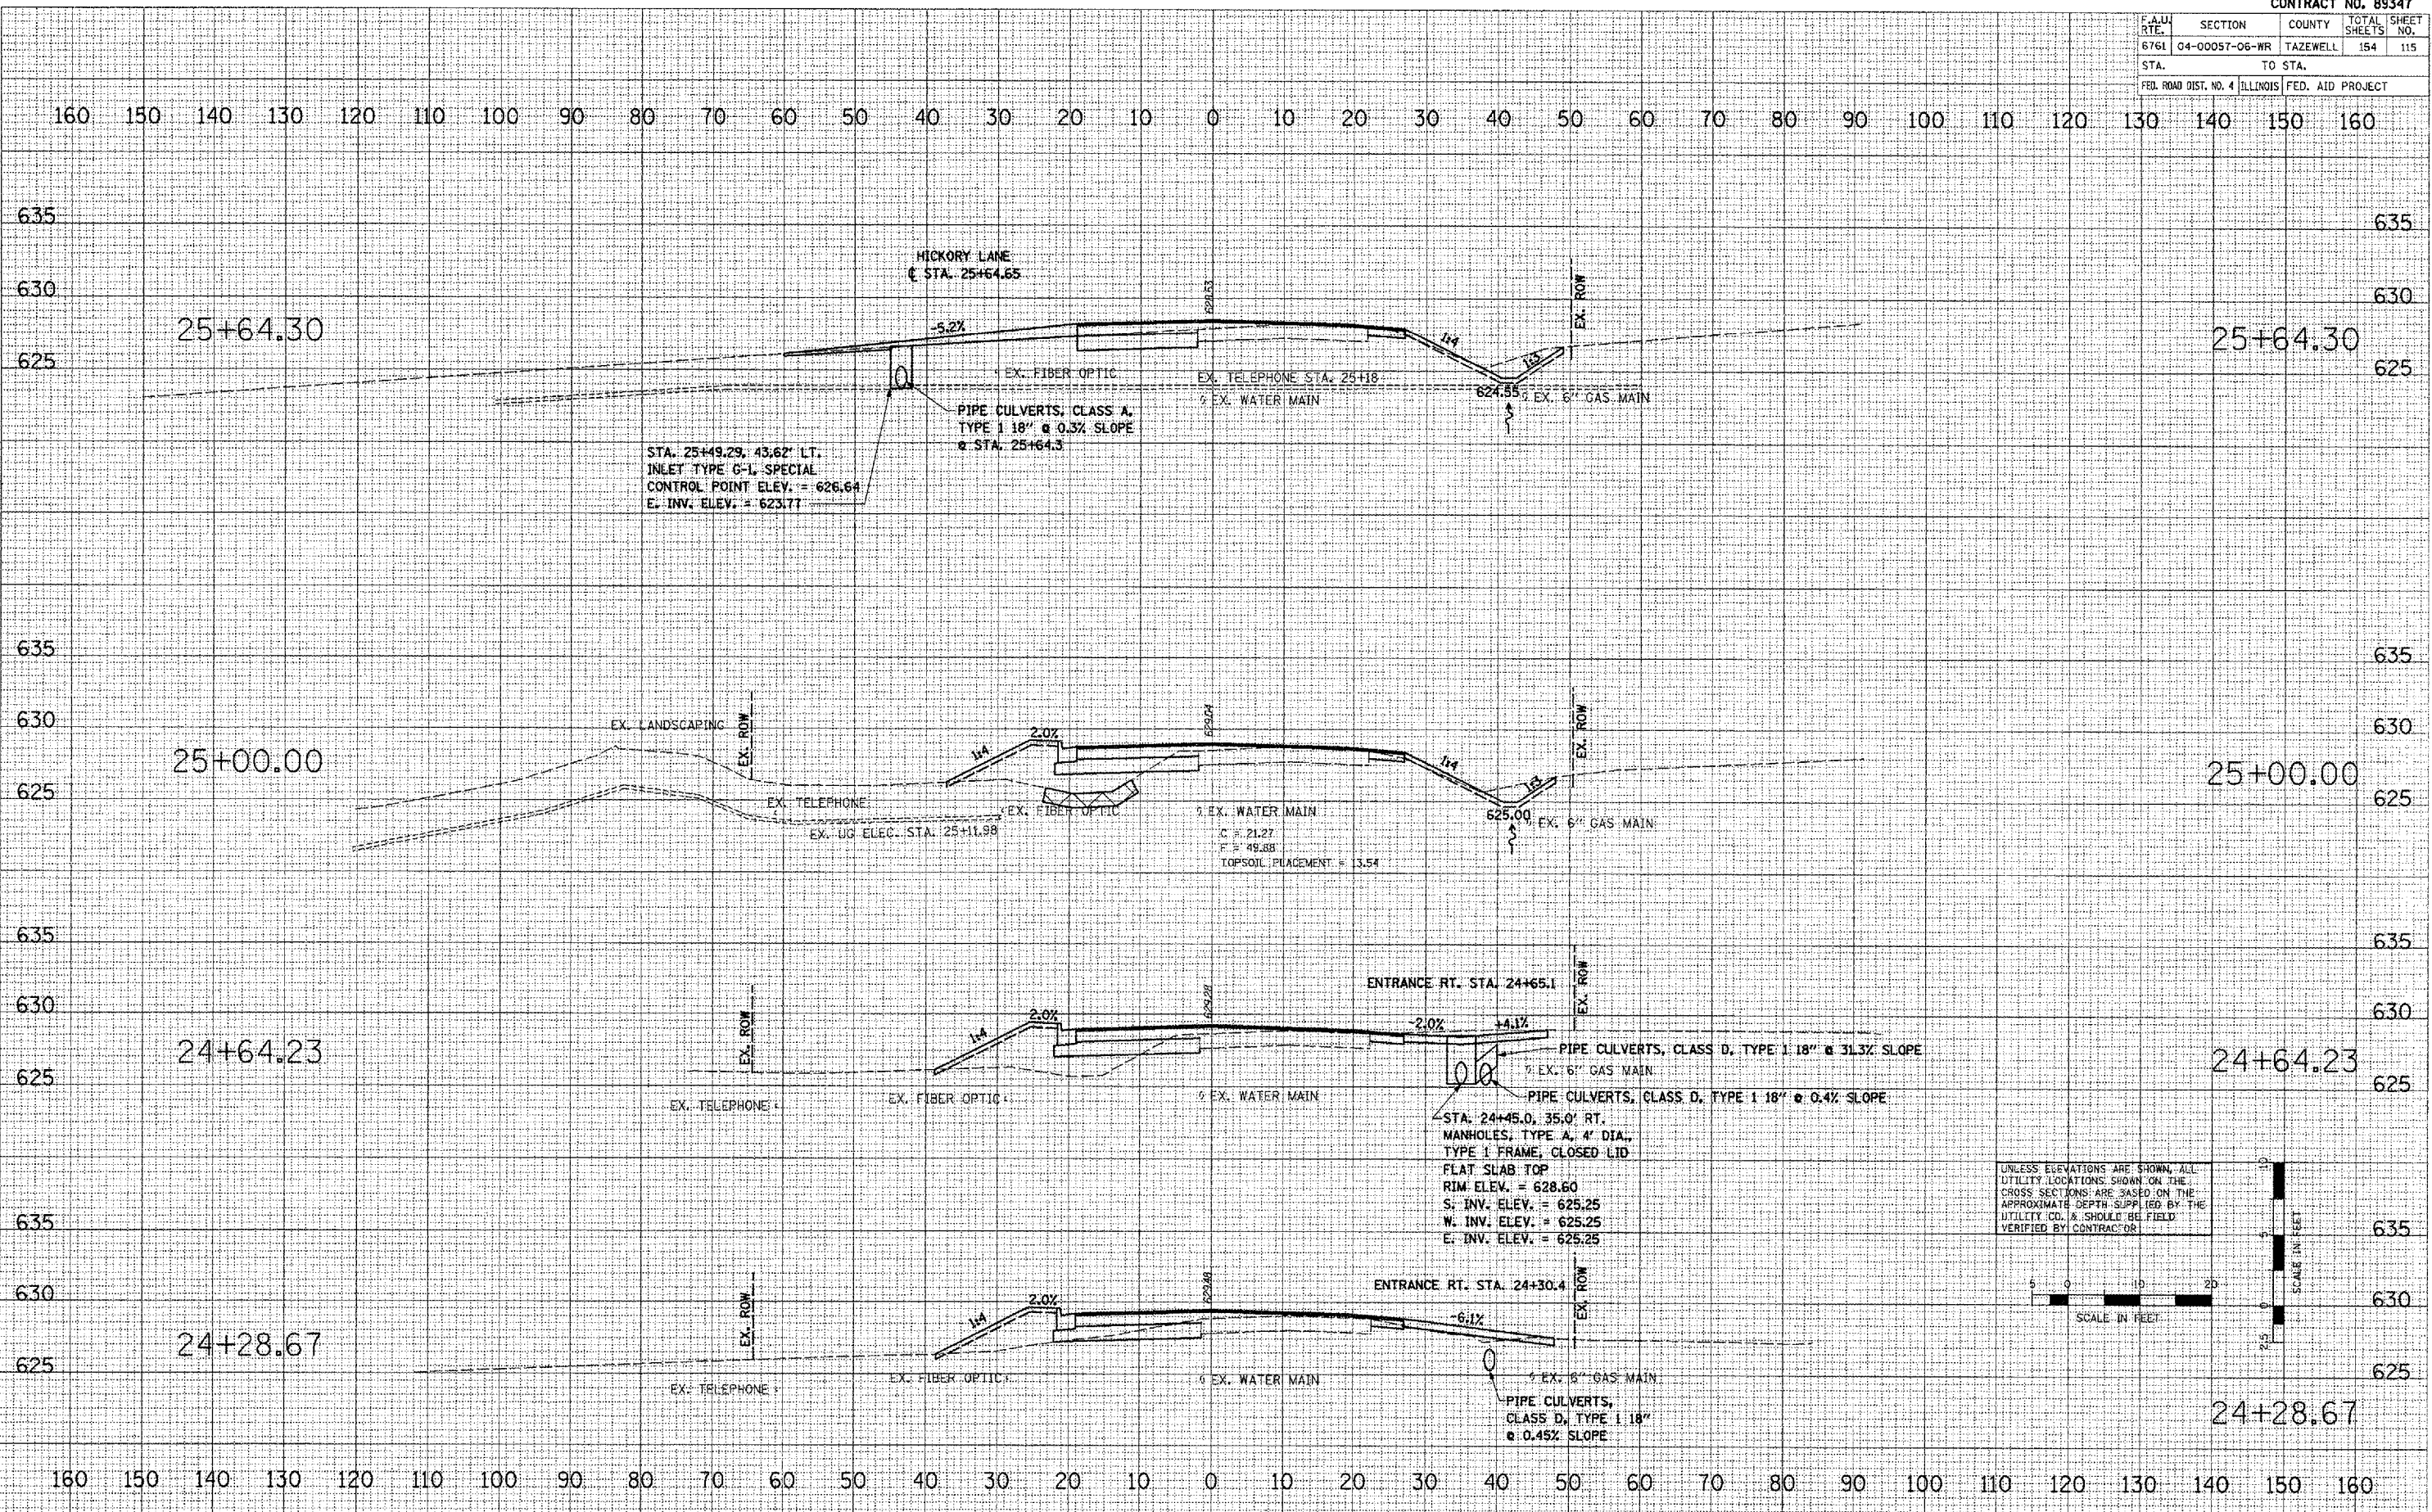 CONTRACT NO. 89347
F.A.U. RTE. SECTION COUNTY TOTAL SHEETS SHEET NO.
6761 04-00057-06-WR TAZEWELL 154 115
STA. TO STA.
FED. ROAD DIST. NO. 4 ILLINOIS FED. AID PROJECT
160 150 140 130 120 110 100 90 80 70 60 50 40 30 20 10 0 10 20 30 40 50 60 70 80 90 100 110 120 130 140 150 160
635 635
HICKORY LANE
℄ STA. 25+64.65
EX. ROW
630 628.53 630
25+64.30 -5.2% 1:4 1:3 25+64.30
625 625
EX. FIBER OPTIC
EX. TELEPHONE STA. 25+18
EX. WATER MAIN
624.55
EX. 6" GAS MAIN
PIPE CULVERTS, CLASS A,
TYPE 1 18" @ 0.3% SLOPE
@ STA. 25+64.3
STA. 25+49.29, 43.62' LT.
INLET TYPE G-1, SPECIAL
CONTROL POINT ELEV. = 626.64
E. INV. ELEV. = 623.77
635 635
EX. LANDSCAPING
EX. ROW
EX. ROW
630 629.04 630
25+00.00 1:4 2.0% 1:4 1:3 25+00.00
625 625
EX. TELEPHONE
EX. FIBER OPTIC
EX. UG ELEC. STA. 25+11.98
EX. WATER MAIN
625.00
EX. 6" GAS MAIN
C = 21.27
F = 49.88
TOPSOIL PLACEMENT = 13.54
635 635
ENTRANCE RT. STA. 24+65.1
EX. ROW
EX. ROW
630 629.28 630
24+64.23 1:4 2.0% -2.0% +4.1% 24+64.23
PIPE CULVERTS, CLASS D, TYPE 1 18" @ 31.3% SLOPE
EX. 6" GAS MAIN
625 625
EX. TELEPHONE
EX. FIBER OPTIC
EX. WATER MAIN
PIPE CULVERTS, CLASS D, TYPE 1 18" @ 0.4% SLOPE
STA. 24+45.0, 35.0' RT.
MANHOLES, TYPE A, 4' DIA.,
TYPE 1 FRAME, CLOSED LID
FLAT SLAB TOP
RIM ELEV. = 628.60
S. INV. ELEV. = 625.25
W. INV. ELEV. = 625.25
E. INV. ELEV. = 625.25
UNLESS ELEVATIONS ARE SHOWN, ALL
UTILITY LOCATIONS SHOWN ON THE
CROSS SECTIONS ARE BASED ON THE
APPROXIMATE DEPTH SUPPLIED BY THE
UTILITY CO. & SHOULD BE FIELD
VERIFIED BY CONTRACTOR
10 5 0 2.5
SCALE IN FEET
5 0 10 20
SCALE IN FEET
635 635
ENTRANCE RT. STA. 24+30.4
EX. ROW
EX. ROW
630 629.48 630
24+28.67 1:4 2.0% -6.1%
625 625
EX. TELEPHONE
EX. FIBER OPTIC
EX. WATER MAIN
EX. 6" GAS MAIN
PIPE CULVERTS,
CLASS D, TYPE 1 18"
@ 0.45% SLOPE
24+28.67
160 150 140 130 120 110 100 90 80 70 60 50 40 30 20 10 0 10 20 30 40 50 60 70 80 90 100 110 120 130 140 150 160